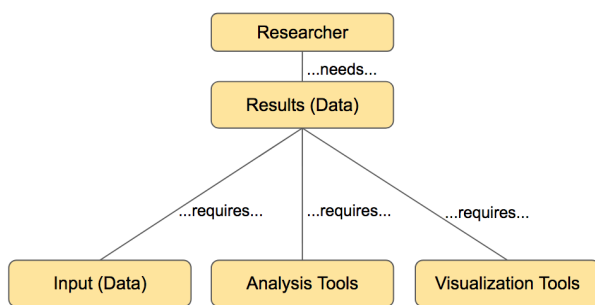 Researcher
...needs...
Results (Data)
...requires...
...requires...
...requires...
Input (Data)
Analysis Tools
Visualization Tools